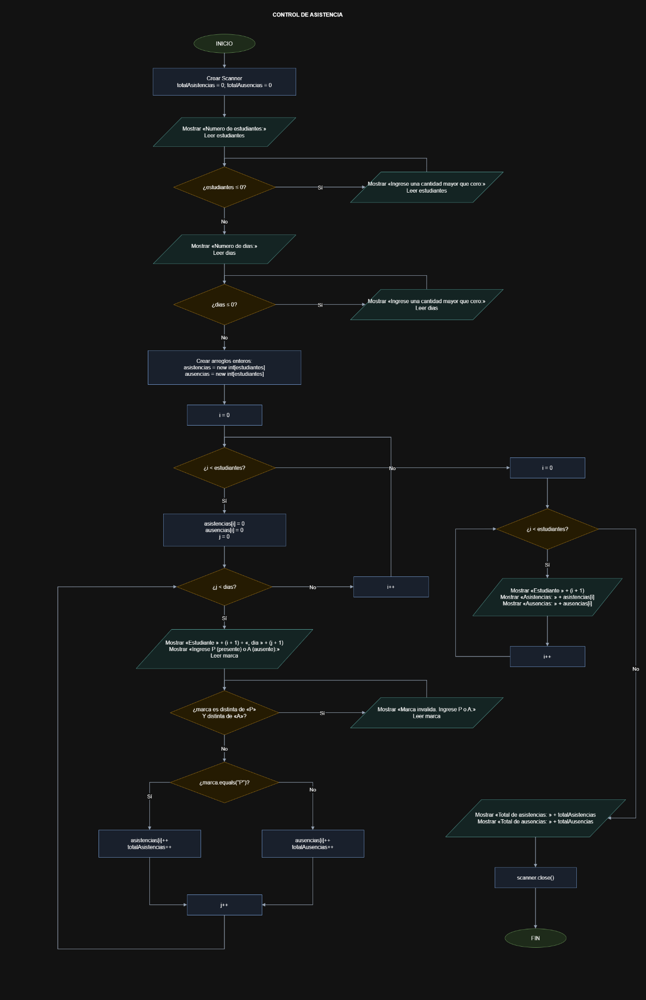 CONTROL DE ASISTENCIA
INICIO
Crear Scanner
totalAsistencias = 0; totalAusencias = 0
Mostrar «Numero de estudiantes:»
Leer estudiantes
¿estudiantes ≤ 0?
Sí
Mostrar «Ingrese una cantidad mayor que cero:»
Leer estudiantes
No
Mostrar «Numero de dias:»
Leer dias
¿dias ≤ 0?
Sí
Mostrar «Ingrese una cantidad mayor que cero:»
Leer dias
No
Crear arreglos enteros:
asistencias = new int[estudiantes]
ausencias = new int[estudiantes]
i = 0
¿i < estudiantes?
No
i = 0
Sí
asistencias[i] = 0
ausencias[i] = 0
j = 0
¿i < estudiantes?
Sí
¿j < dias?
No
i++
Mostrar «Estudiante » + (i + 1)
Mostrar «Asistencias: » + asistencias[i]
Mostrar «Ausencias: » + ausencias[i]
Sí
Mostrar «Estudiante » + (i + 1) + «, dia » + (j + 1)
Mostrar «Ingrese P (presente) o A (ausente):»
Leer marca
i++
No
¿marca es distinta de «P»
Y distinta de «A»?
Sí
Mostrar «Marca invalida. Ingrese P o A:»
Leer marca
No
¿marca.equals("P")?
Sí
No
Mostrar «Total de asistencias: » + totalAsistencias
Mostrar «Total de ausencias: » + totalAusencias
asistencias[i]++
totalAsistencias++
ausencias[i]++
totalAusencias++
scanner.close()
j++
FIN